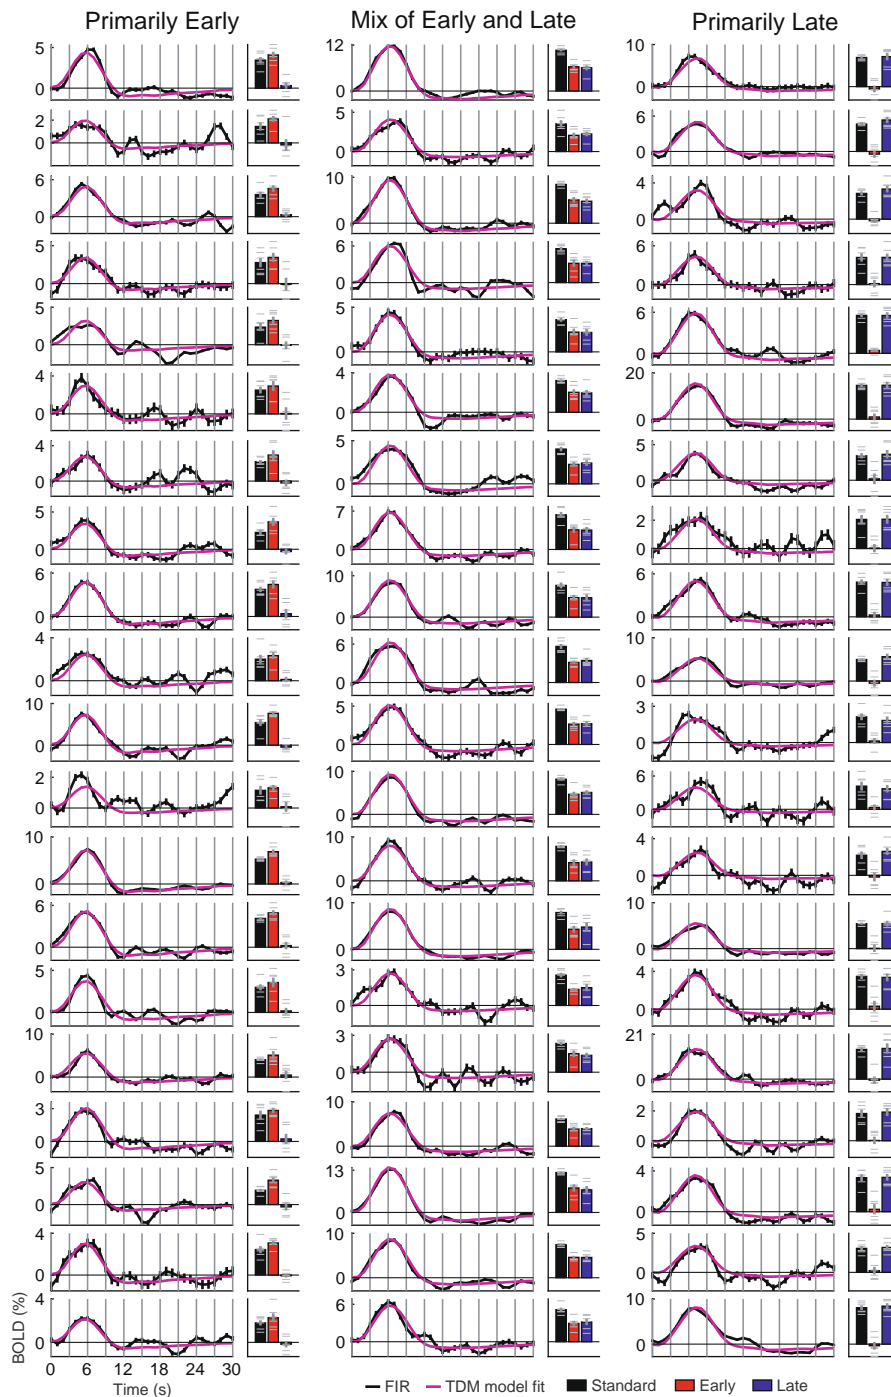 Primarily Early Mix of Early and Late Primarily Late
5 12 10
0 0 0
2 5 6
0 0 0
6 10 4
0 0 0
5 6 5
0 0 0
5 5 6
0 0 0
4 4 20
0 0 0
4 5 5
0 0 0
5 7 2
0 0 0
6 10 6
0 0 0
4 6 10
0 0 0
10 5 3
0 0 0
2 10 6
0 0 0
10 10 4
0 0 0
6 10 10
0 0 0
5 3 4
0 0 0
10 3 21
0 0 0
3 10 2
0 0 0
5 13 4
0 0 0
4 10 4
0 0 0
4 6 10
0 0 0
BOLD (%)
0 6 12 18 24 30
Time (s)
FIR TDM model fit Standard Early Late